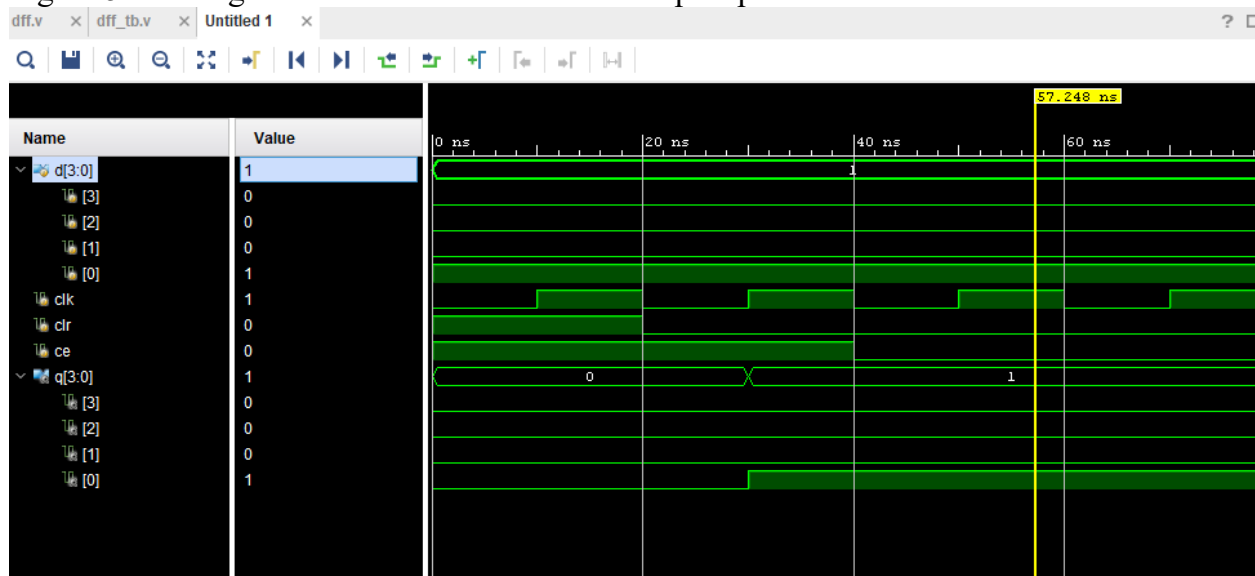 dff.v × dff_tb.v × Untitled 1 × ?
57.248 ns
Name Value 0 ns 20 ns 40 ns 60 ns
d[3:0] 1 1
[3] 0
[2] 0
[1] 0
[0] 1
clk 1
clr 0
ce 0
q[3:0] 1 0 1
[3] 0
[2] 0
[1] 0
[0] 1